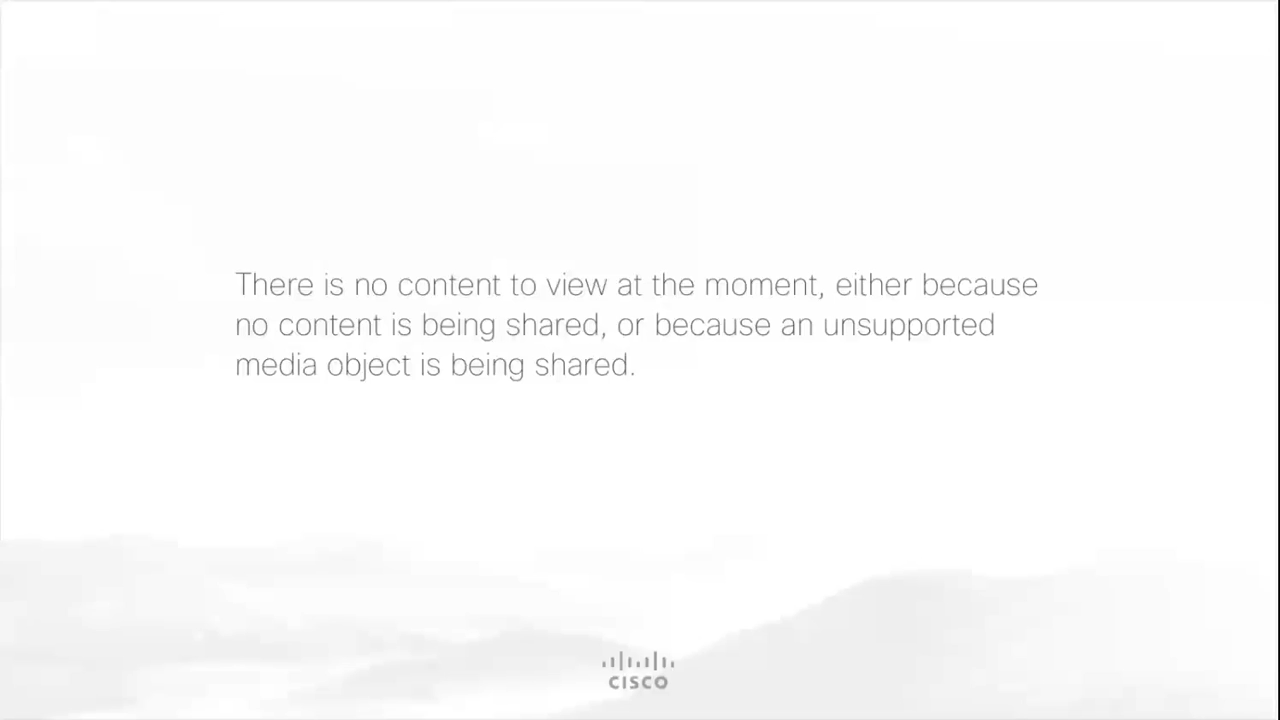 There is no content to view at the moment, either because
no content is being shared, or because an unsupported
media object is being shared.
CISCO